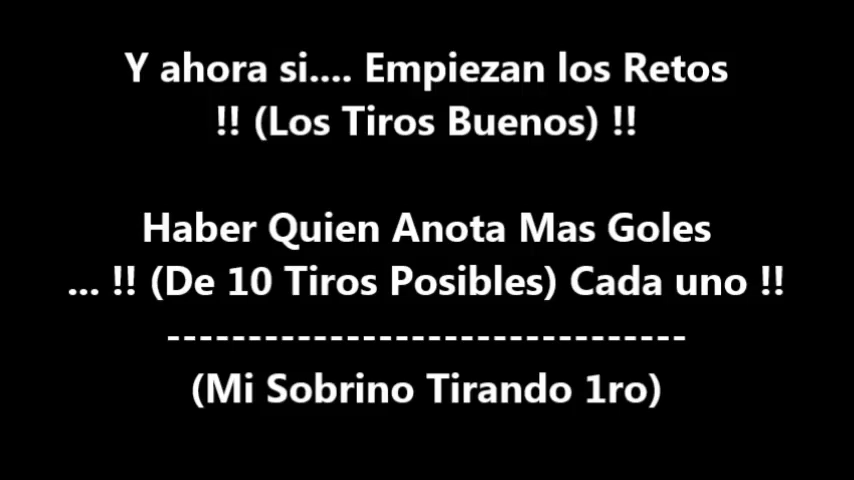 Y ahora si.... Empiezan los Retos
!! (Los Tiros Buenos) !!
Haber Quien Anota Mas Goles
... !! (De 10 Tiros Posibles) Cada uno !!
--------------------------------
(Mi Sobrino Tirando 1ro)